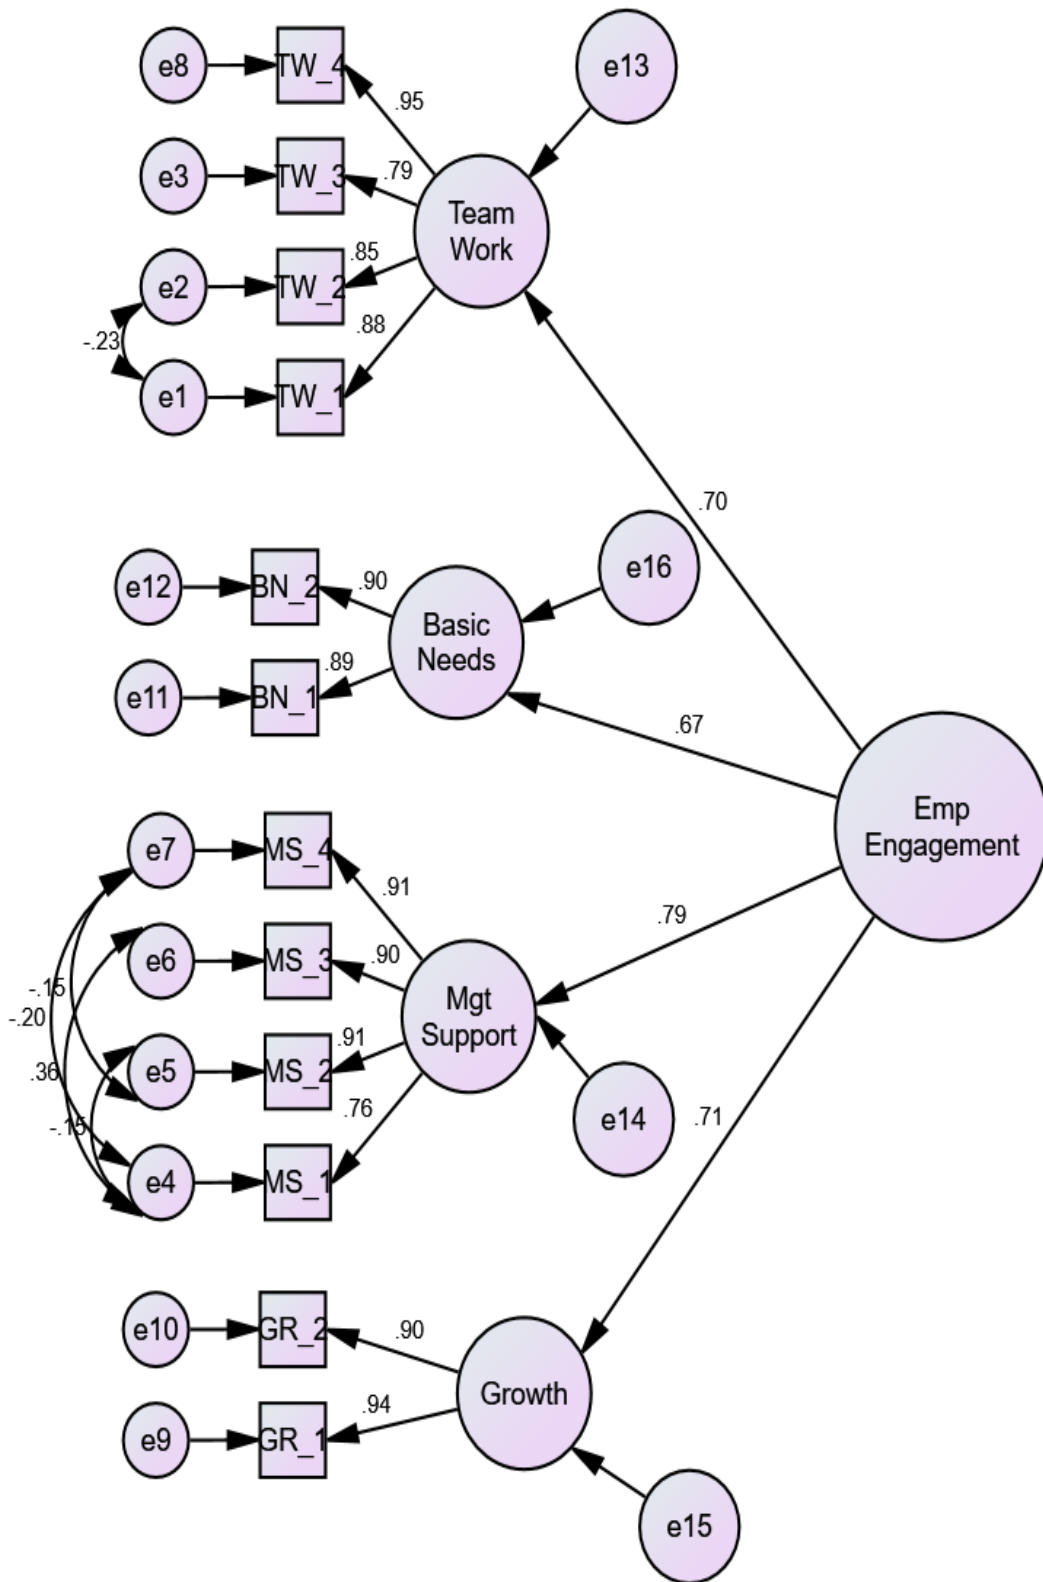 e8
TW_4
e13
.95
e3
TW_3
.79
Team
Work
e2
TW_2
.85
-.23
.88
e1
TW_1
.70
e12
BN_2
.90
e16
Basic
Needs
e11
BN_1
.89
.67
Emp
Engagement
e7
MS_4
.91
.79
e6
MS_3
.90
-.15
-.20
Mgt
Support
e5
MS_2
.91
.36
-.15
.76
e14
.71
e4
MS_1
e10
GR_2
.90
Growth
.94
e9
GR_1
e15